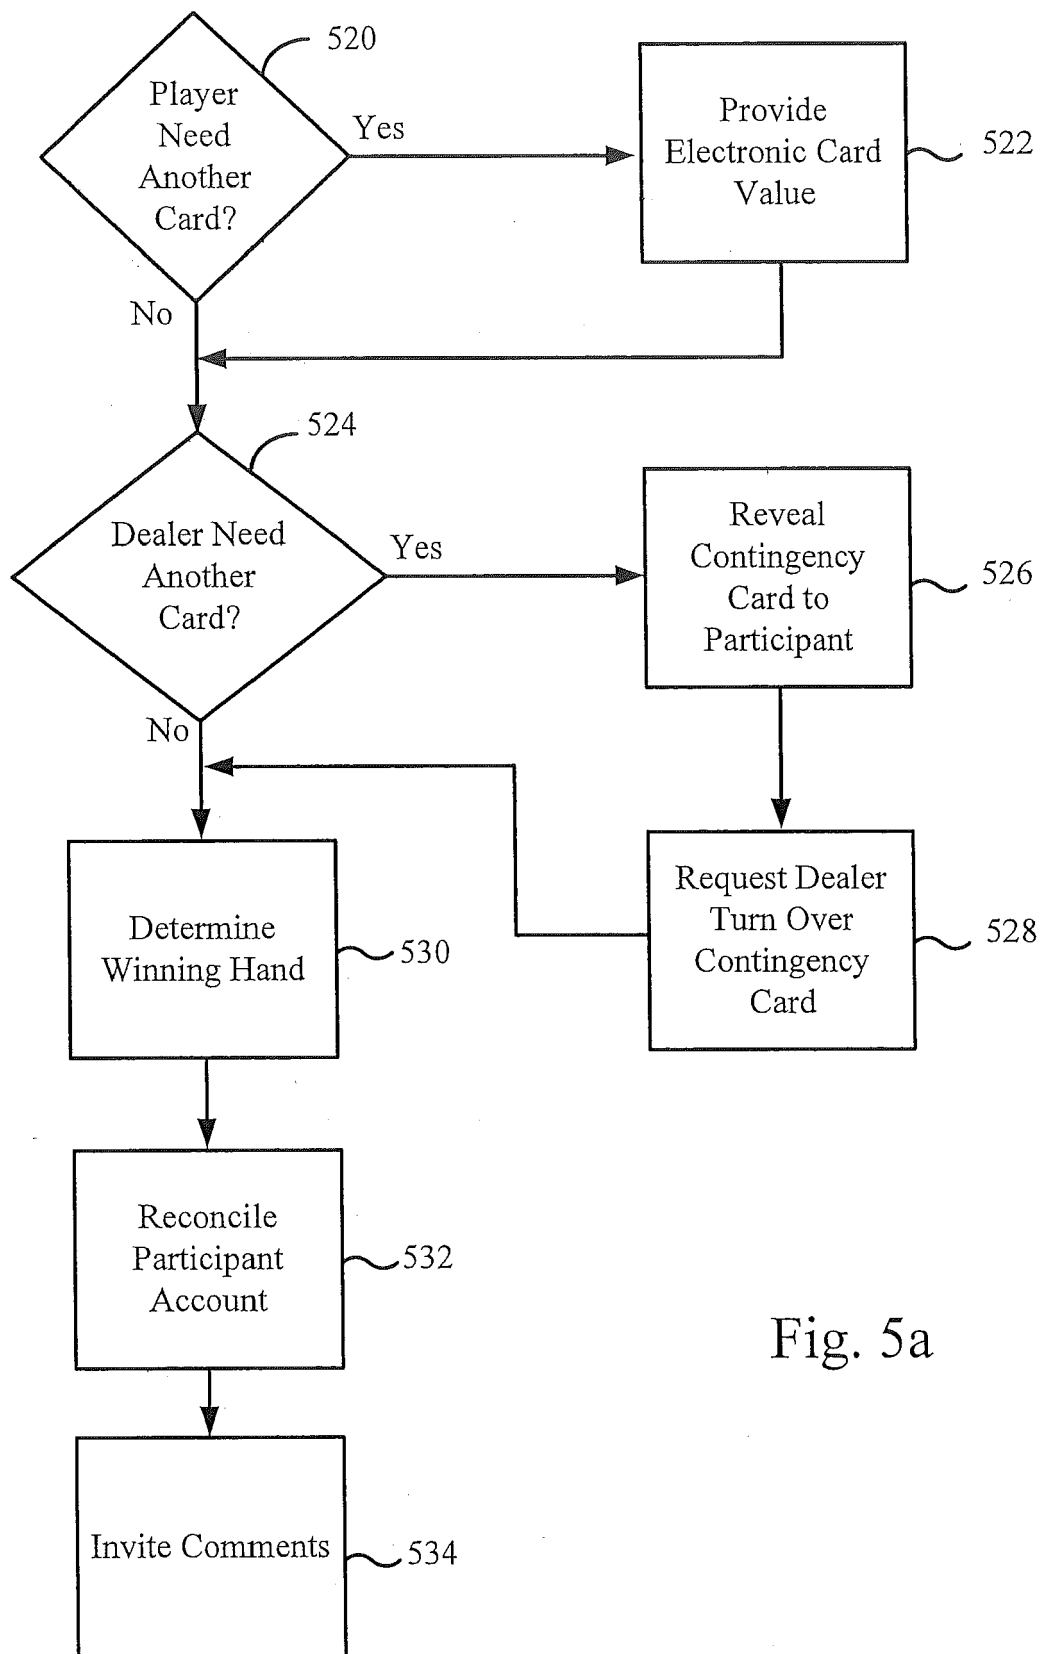 520
Player
Need
Another
Card?
Yes
Provide
Electronic Card
Value
522
No
524
Dealer Need
Another
Card?
Yes
Reveal
Contingency
Card to
Participant
526
No
Request Dealer
Turn Over
Contingency
Card
528
Determine
Winning Hand
530
Reconcile
Participant
Account
532
Fig. 5a
Invite Comments
534